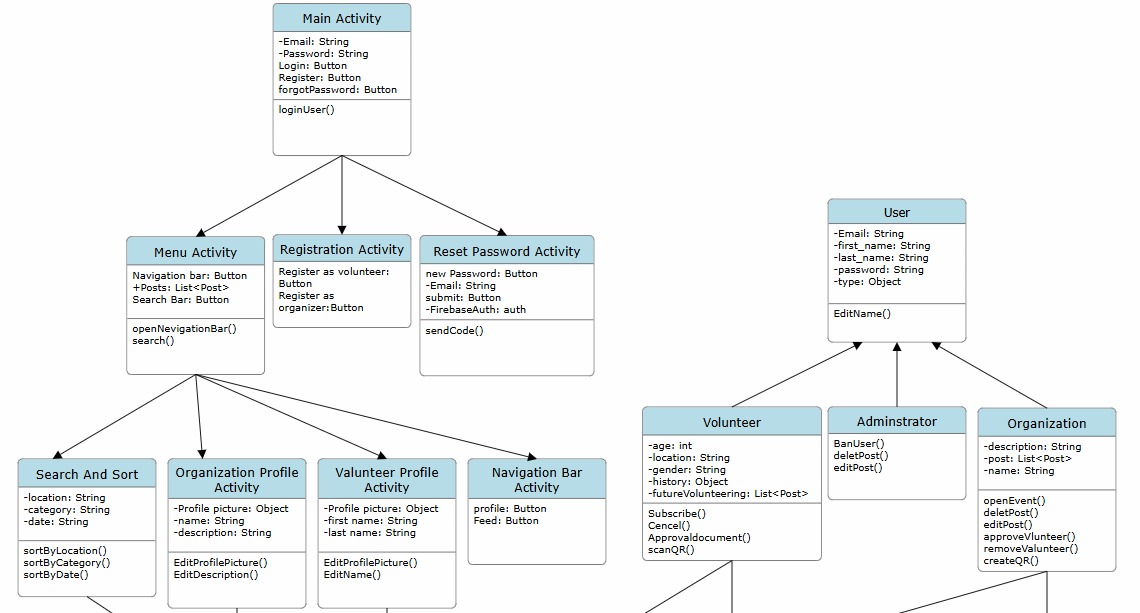 Main Activity
-Email: String
-Password: String
Login: Button
Register: Button
forgotPassword: Button
loginUser()
Menu Activity
Navigation bar: Button
+Posts: List<Post>
Search Bar: Button
openNevigationBar()
search()
Registration Activity
Register as volunteer:
Button
Register as
organizer:Button
Reset Password Activity
new Password: Button
-Email: String
submit: Button
-FirebaseAuth: auth
sendCode()
User
-Email: String
-first_name: String
-last_name: String
-password: String
-type: Object
EditName()
Search And Sort
-location: String
-category: String
-date: String
sortByLocation()
sortByCategory()
sortByDate()
Organization Profile
Activity
-Profile picture: Object
-name: String
-description: String
EditProfilePicture()
EditDescription()
Valunteer Profile
Activity
-Profile picture: Object
-first name: String
-last name: String
EditProfilePicture()
EditName()
Navigation Bar
Activity
profile: Button
Feed: Button
Volunteer
-age: int
-location: String
-gender: String
-history: Object
-futureVolunteering: List<Post>
Subscribe()
Cencel()
Approvaldocument()
scanQR()
Adminstrator
BanUser()
deletPost()
editPost()
Organization
-description: String
-post: List<Post>
-name: String
openEvent()
deletPost()
editPost()
approveVlunteer()
removeValunteer()
createQR()